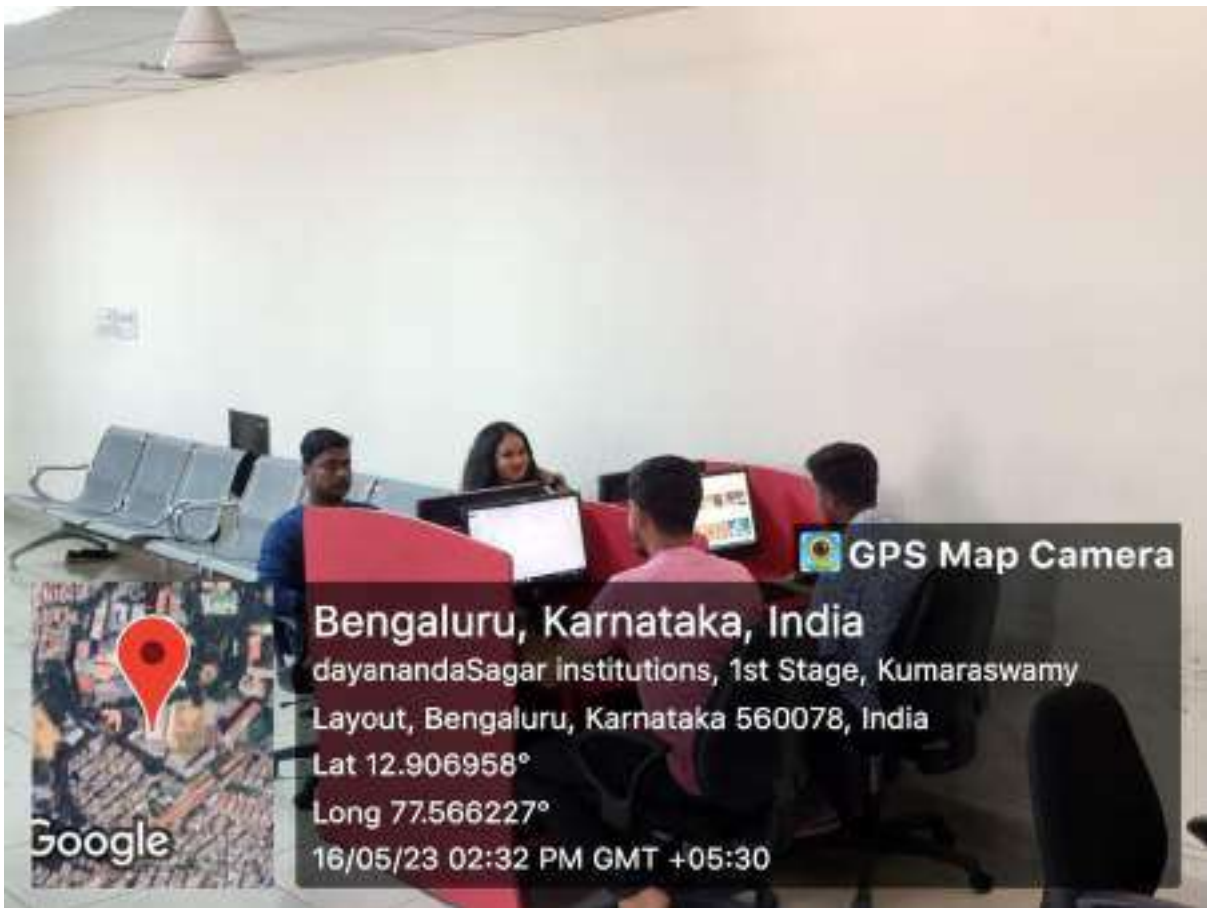 GPS Map Camera
Bengaluru, Karnataka, India
dayanandaSagar institutions, 1st Stage, Kumaraswamy
Layout, Bengaluru, Karnataka 560078, India
Lat 12.906958°
Long 77.566227°
16/05/23 02:32 PM GMT +05:30
Google